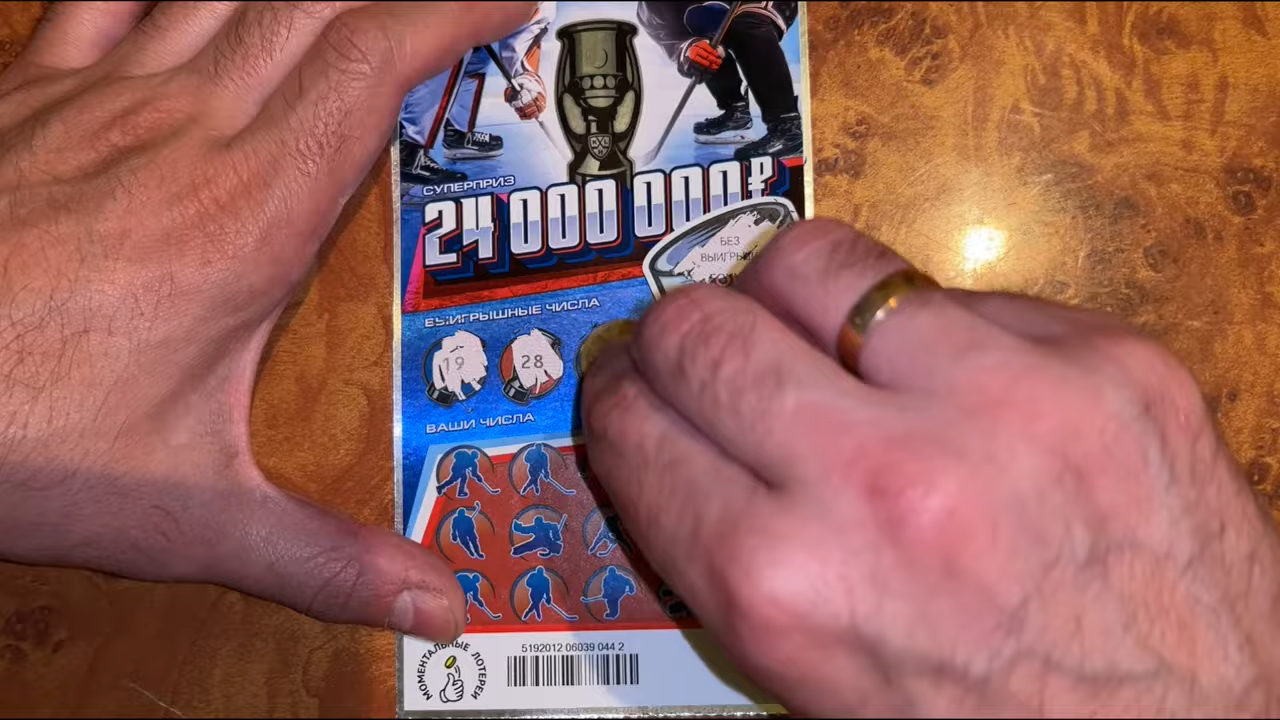 СУПЕРПРИЗ
24 000 000 ₽
БЕЗ
ВЫИГРЫШНЫЕ ЧИСЛА
19 28
ВАШИ ЧИСЛА
5192012 06039 044 2
МОМЕНТАЛЬНЫЕ ЛОТЕРЕИ